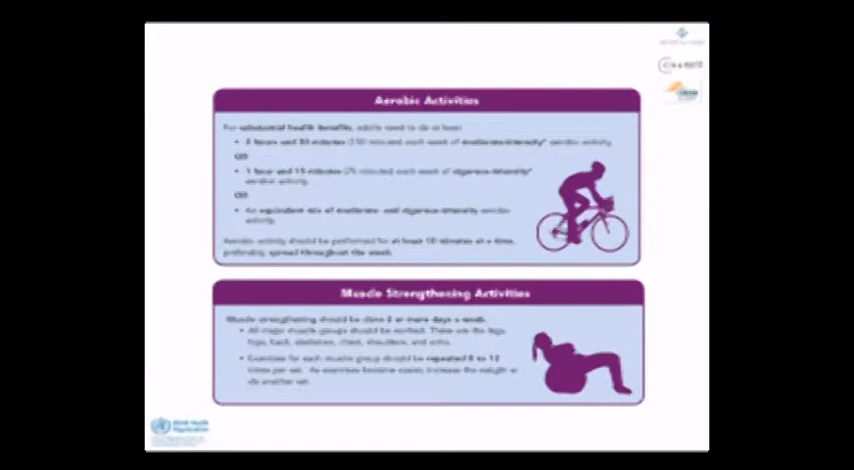 Aerobic Activities
For substantial health benefits, adults need to do at least
• 2 hours and 30 minutes (150 minutes) each week of moderate-intensity* aerobic activity
OR
• 1 hour and 15 minutes (75 minutes) each week of vigorous-intensity*
aerobic activity.
OR
• An equivalent mix of moderate- and vigorous-intensity aerobic
activity.
Aerobic activity should be performed for at least 10 minutes at a time,
preferably, spread throughout the week.
Muscle Strengthening Activities
Muscle strengthening should be done 2 or more days a week.
• All major muscle groups should be worked. These are the legs,
hips, back, abdomen, chest, shoulders, and arms.
• Exercises for each muscle group should be repeated 8 to 12
times per set. As exercises become easier, increase the weight or
do another set.
World Health
Organization